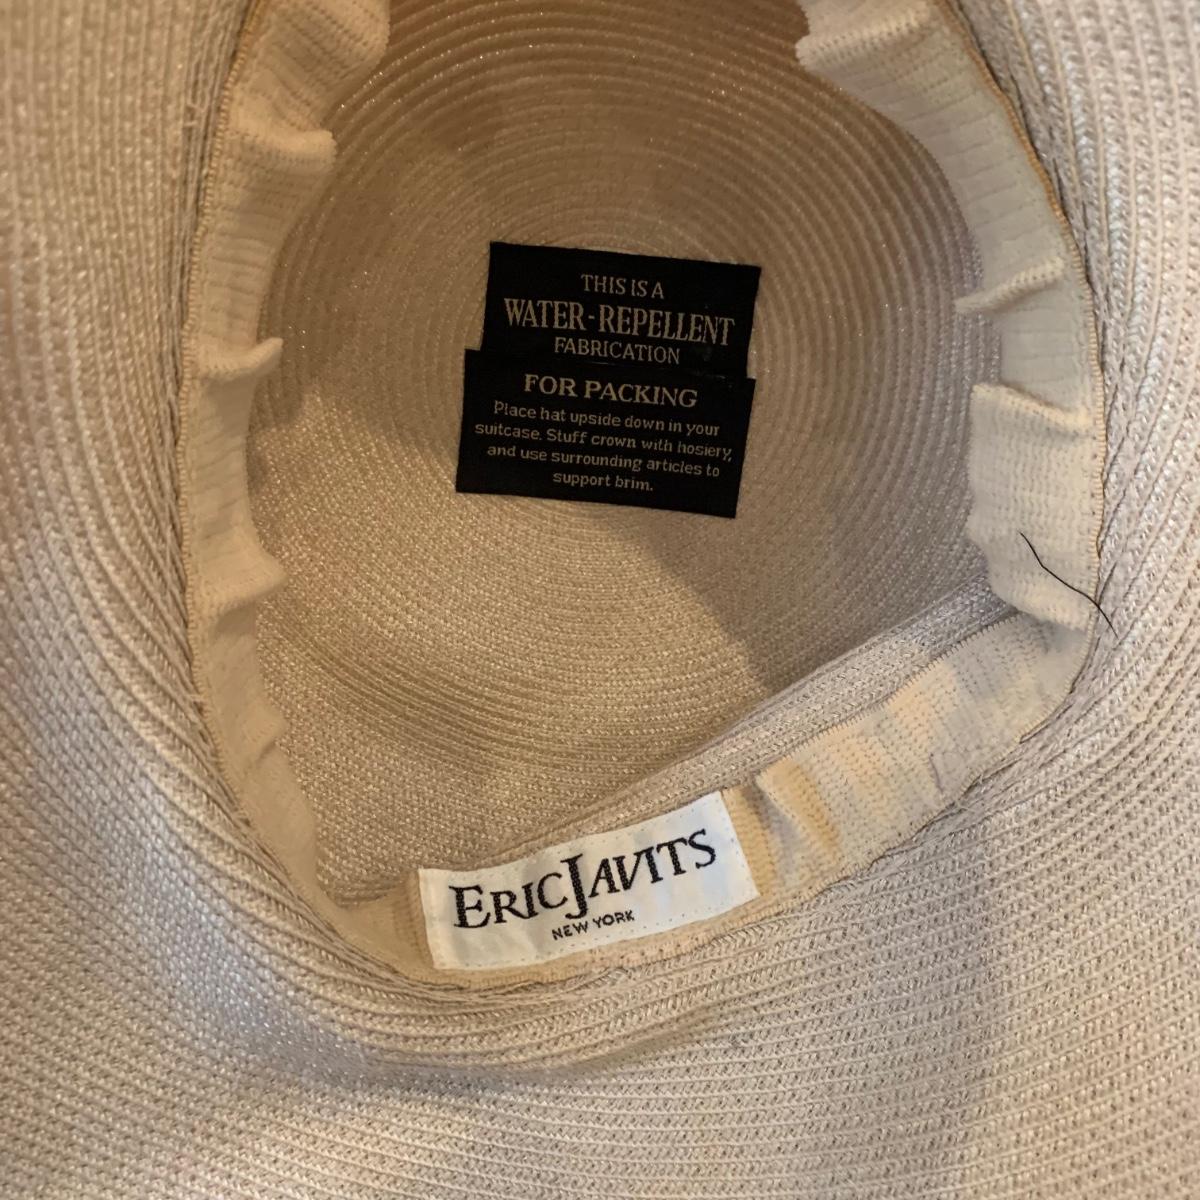 THIS IS A
WATER-REPELLENT
FABRICATION
FOR PACKING
Place hat upside down in your
suitcase. Stuff crown with hosiery,
and use surrounding articles to
support brim.
ERICJAVITS
NEW YORK